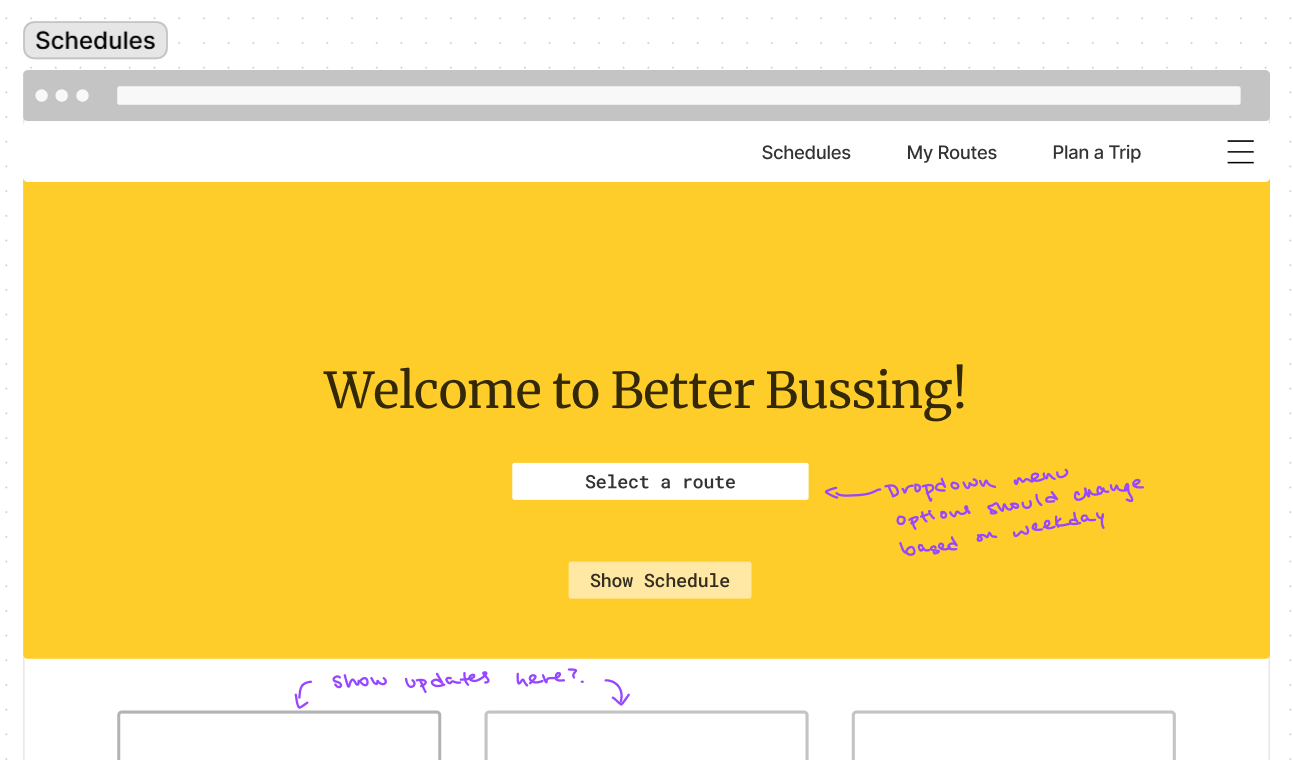 Schedules
Schedules My Routes Plan a Trip
Welcome to Better Bussing!
Select a route
Dropdown menu
options should change
based on weekday
Show Schedule
Show updates here?